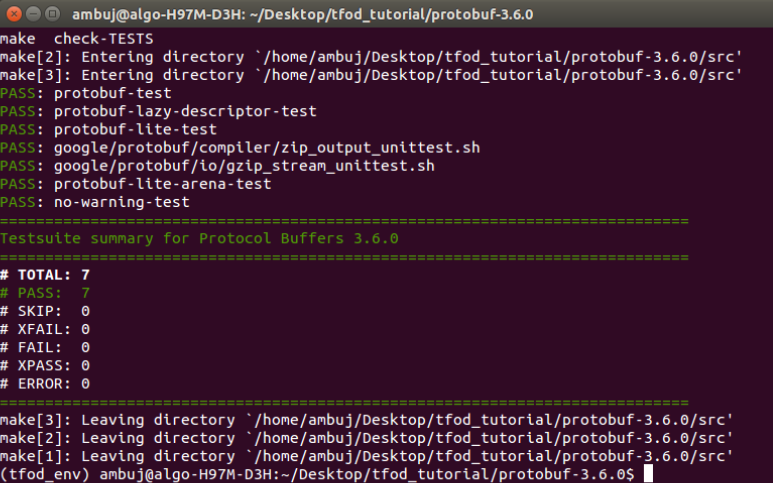 ambuj@algo-H97M-D3H: ~/Desktop/tfod_tutorial/protobuf-3.6.0
make  check-TESTS
make[2]: Entering directory `/home/ambuj/Desktop/tfod_tutorial/protobuf-3.6.0/src'
make[3]: Entering directory `/home/ambuj/Desktop/tfod_tutorial/protobuf-3.6.0/src'
PASS: protobuf-test
PASS: protobuf-lazy-descriptor-test
PASS: protobuf-lite-test
PASS: google/protobuf/compiler/zip_output_unittest.sh
PASS: google/protobuf/io/gzip_stream_unittest.sh
PASS: protobuf-lite-arena-test
PASS: no-warning-test
============================================================================
Testsuite summary for Protocol Buffers 3.6.0
============================================================================
# TOTAL: 7
# PASS:  7
# SKIP:  0
# XFAIL: 0
# FAIL:  0
# XPASS: 0
# ERROR: 0
============================================================================
make[3]: Leaving directory `/home/ambuj/Desktop/tfod_tutorial/protobuf-3.6.0/src'
make[2]: Leaving directory `/home/ambuj/Desktop/tfod_tutorial/protobuf-3.6.0/src'
make[1]: Leaving directory `/home/ambuj/Desktop/tfod_tutorial/protobuf-3.6.0/src'
(tfod_env) ambuj@algo-H97M-D3H:~/Desktop/tfod_tutorial/protobuf-3.6.0$